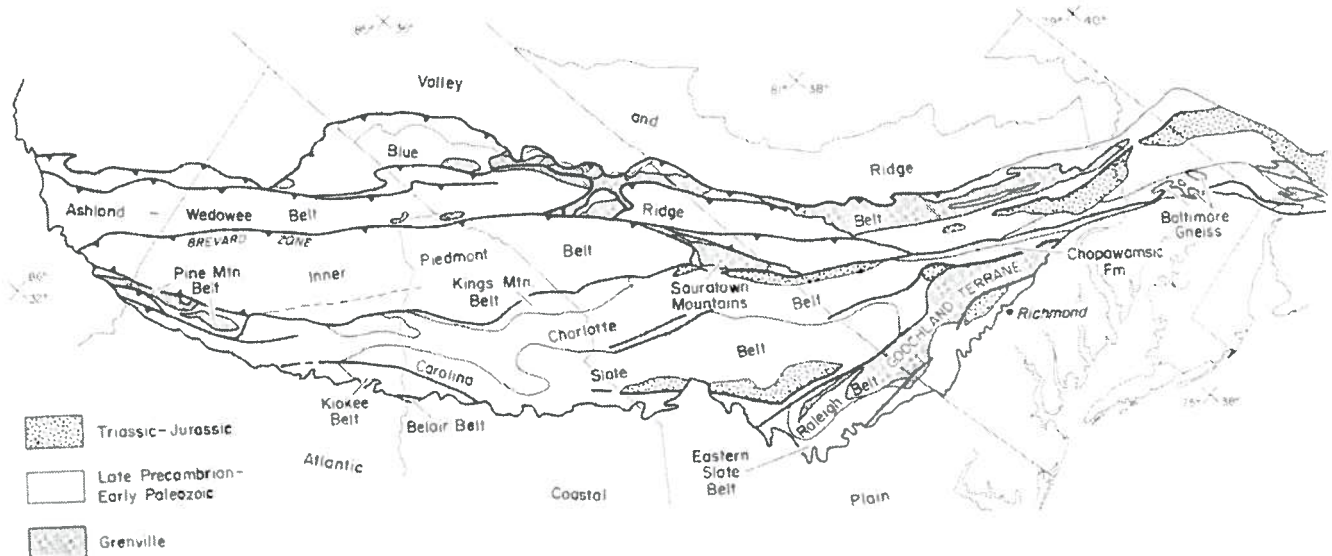 Valley
and
Ridge
Blue
Ridge
Belt
Ashland - Wedowee Belt
BREVARD ZONE
Pine Mtn
Belt
Inner
Piedmont
Belt
Kings Mtn.
Belt
Sauratown
Mountains
Belt
Charlotte
Belt
Carolina
Slate
Kiokee
Belt
Belair Belt
Atlantic
Coastal
Plain
Eastern
Slate
Belt
Raleigh Belt
GOOCHLAND TERRANE
Richmond
Chopawamsic
Fm
Baltimore
Gneiss
81° 38°
Triassic-Jurassic
Late Precambrian-
Early Paleozoic
Grenville